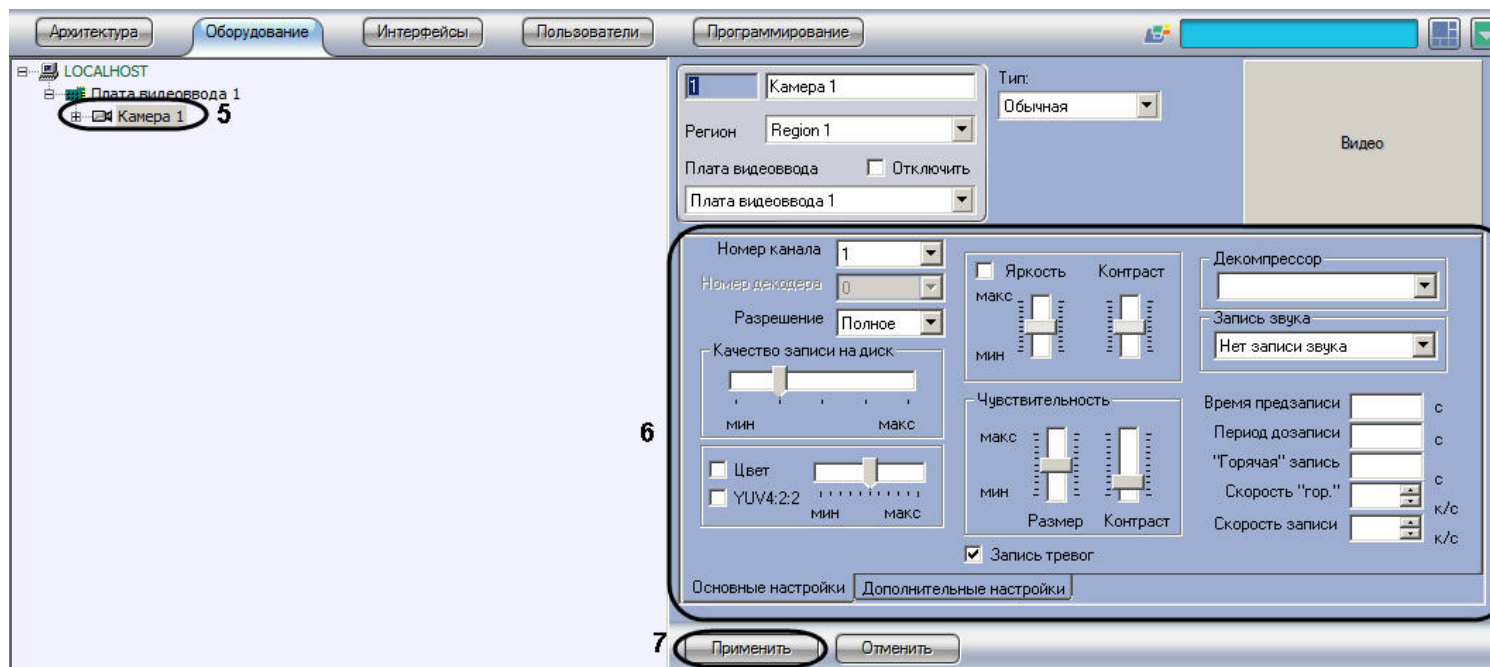 Архитектура Оборудование Интерфейсы Пользователи Программирование
LOCALHOST
Плата видеоввода 1
Камера 1 5
1 Камера 1 Тип:
Обычная
Регион Region 1
Видео
Плата видеоввода Отключить
Плата видеоввода 1
Номер канала 1
Номер декодера 0
Разрешение Полное
Качество записи на диск
мин макс
Цвет
YUV4:2:2
мин макс
Яркость Контраст
макс
мин
Чувствительность
макс
мин
Размер Контраст
Запись тревог
Декомпрессор
Запись звука
Нет записи звука
Время предзаписи с
Период дозаписи с
"Горячая" запись с
Скорость "гор." к/с
Скорость записи к/с
6
Основные настройки Дополнительные настройки
7 Применить Отменить